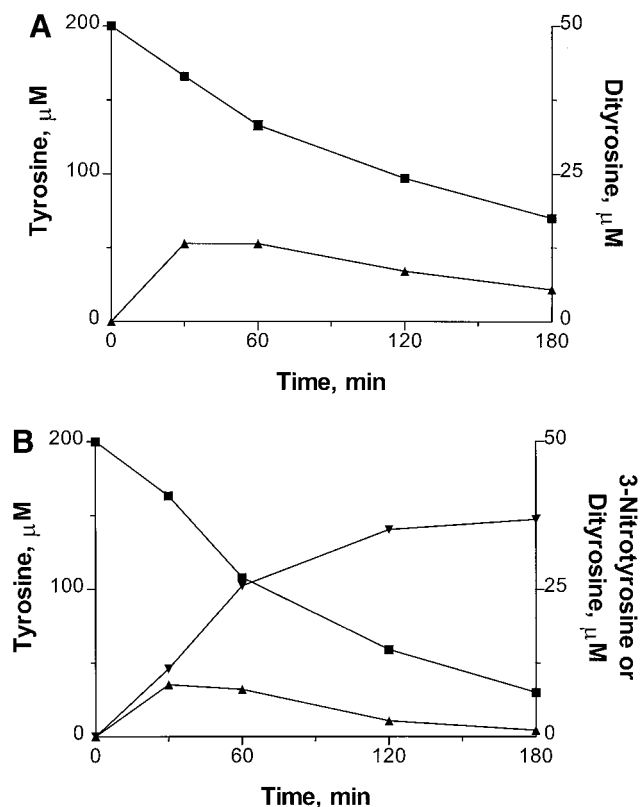 A
200
100
0
Tyrosine, μM
50
25
0
Dityrosine, μM
0
60
120
180
Time, min
B
200
100
0
Tyrosine, μM
50
25
0
3-Nitrotyrosine or
Dityrosine, μM
0
60
120
180
Time, min